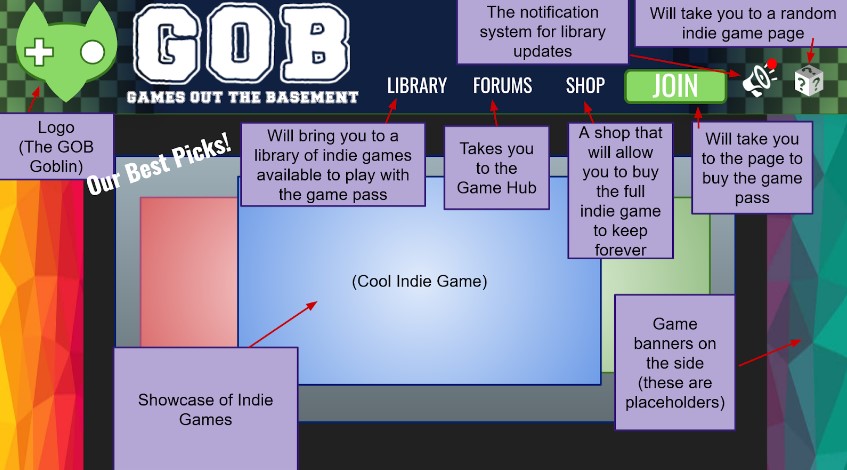 The notification
system for library
updates
Will take you to a random
indie game page
GOB
GAMES OUT THE BASEMENT
LIBRARY
FORUMS
SHOP
JOIN
? ?
Logo
(The GOB
Goblin)
Our Best Picks!
Will bring you to a
library of indie games
available to play with
the game pass
Takes you
to the
Game Hub
A shop that
will allow
you to buy
the full
indie game
to keep
forever
Will take you
to the page to
buy the game
pass
(Cool Indie Game)
Game
banners on
the side
(these are
placeholders)
Showcase of Indie
Games